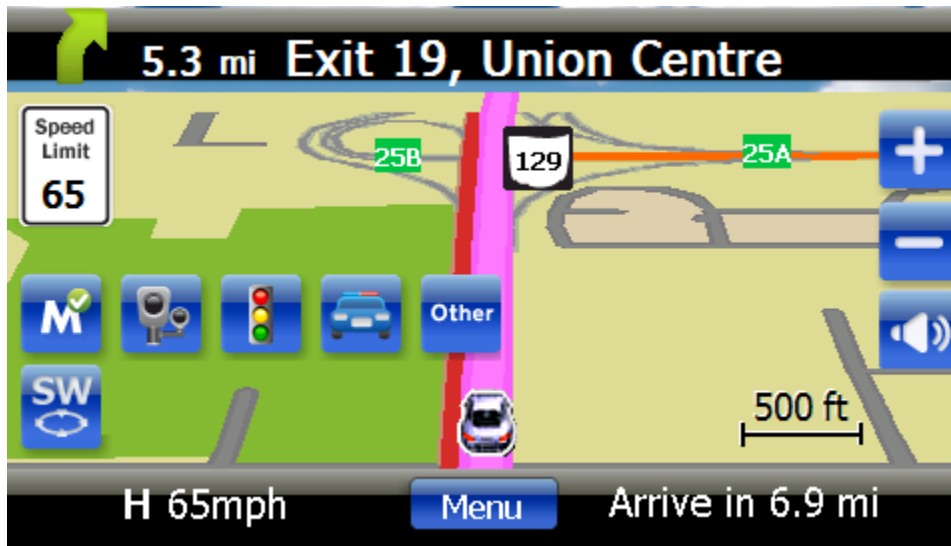 5.3 mi Exit 19, Union Centre
Speed
Limit
65
25B
129
25A
M
Other
SW
500 ft
H 65mph
Menu
Arrive in 6.9 mi